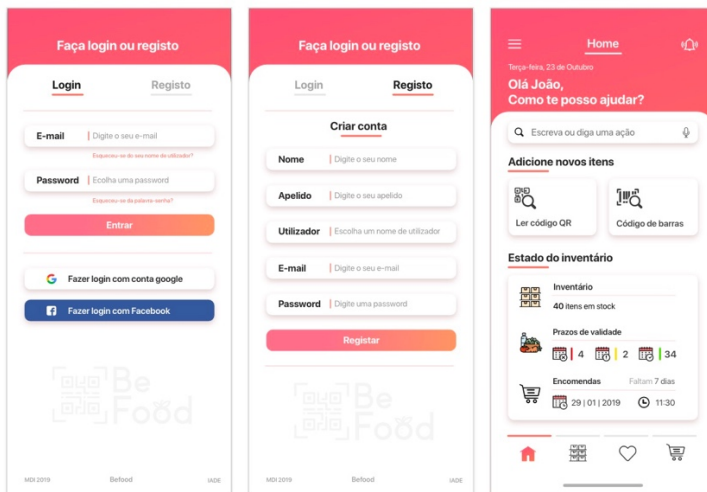 Faça login ou registo
Login
Registo
E-mail
Digite o seu e-mail
Esqueceu-se do seu nome de utilizador?
Password
Ecolha uma password
Esqueceu-se da palavra-senha?
Entrar
Fazer login com conta google
Fazer login com Facebook
Be
Food
MDI 2019
Befood
IADE
Faça login ou registo
Login
Registo
Criar conta
Nome
Digite o seu nome
Apelido
Digite o seu apelido
Utilizador
Escolha um nome de utilizador
E-mail
Digite o seu e-mail
Password
Digite uma password
Registar
Be
Food
MDI 2019
Befood
IADE
Home
Terça-feira, 23 de Outubro
Olá João,
Como te posso ajudar?
Escreva ou diga uma ação
Adicione novos itens
Ler código QR
Código de barras
Estado do inventário
Inventário
40 itens em stock
Prazos de validade
4
2
34
Encomendas
Faltam 7 dias
29 | 01 | 2019
11:30